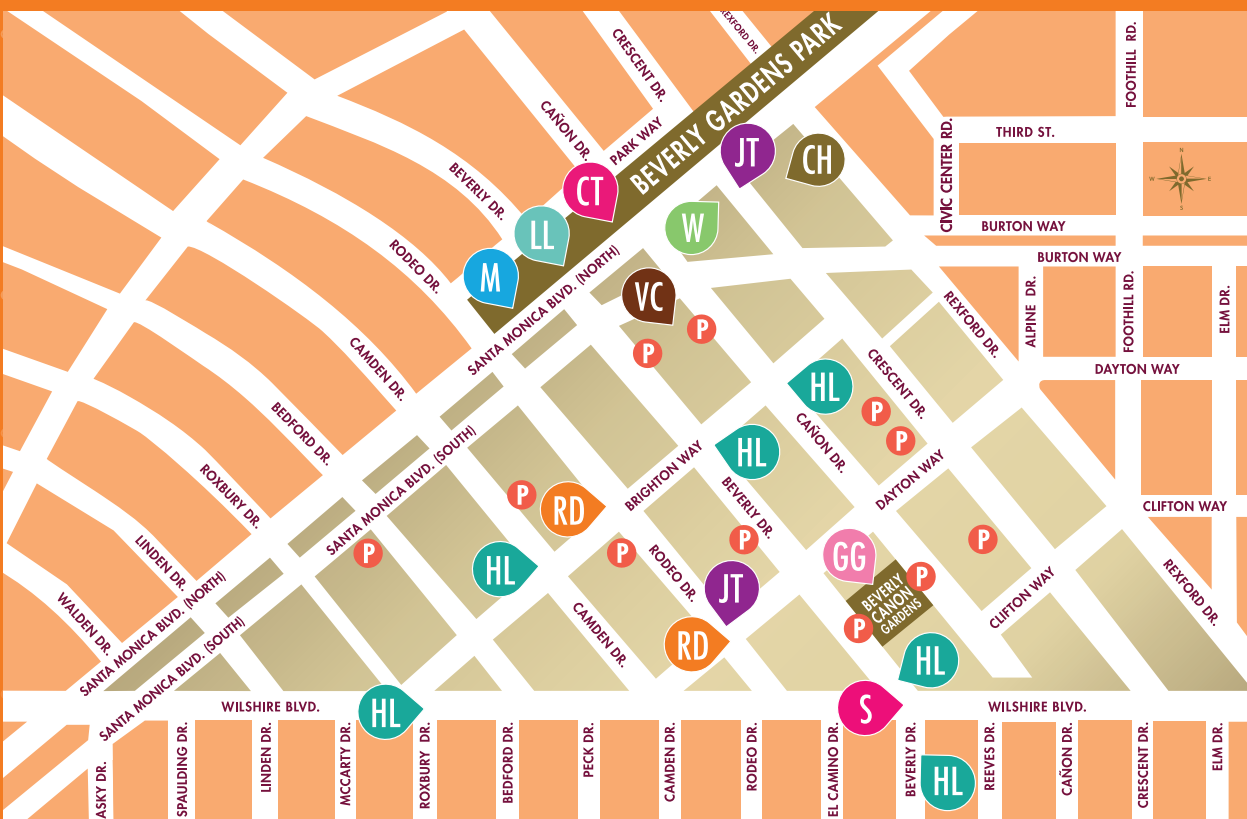 REXFORD DR.
CRESCENT DR.
FOOTHILL RD.
BEVERLY GARDENS PARK
CAÑON DR.
PARK WAY
THIRD ST.
CIVIC CENTER RD.
JT
CH
N
W
E
S
BEVERLY DR.
CT
LL
W
BURTON WAY
RODEO DR.
M
BURTON WAY
SANTA MONICA BLVD. (NORTH)
VC
REXFORD DR.
ALPINE DR.
FOOTHILL RD.
ELM DR.
P
P
CAMDEN DR.
CRESCENT DR.
DAYTON WAY
HL
P
P
BEDFORD DR.
SANTA MONICA BLVD. (SOUTH)
CAÑON DR.
BRIGHTON WAY
HL
DAYTON WAY
ROXBURY DR.
P
RD
BEVERLY DR.
CLIFTON WAY
P
P
P
P
LINDEN DR.
HL
RODEO DR.
JT
GG
P
BEVERLY
CANON
GARDENS
P
CLIFTON WAY
REXFORD DR.
WALDEN DR.
SANTA MONICA BLVD. (NORTH)
SANTA MONICA BLVD. (SOUTH)
CAMDEN DR.
RD
HL
WILSHIRE BLVD.
HL
S
WILSHIRE BLVD.
ASKY DR.
SPAULDING DR.
LINDEN DR.
MCCARTY DR.
ROXBURY DR.
BEDFORD DR.
PECK DR.
CAMDEN DR.
RODEO DR.
EL CAMINO DR.
BEVERLY DR.
HL
REEVES DR.
CAÑON DR.
CRESCENT DR.
ELM DR.